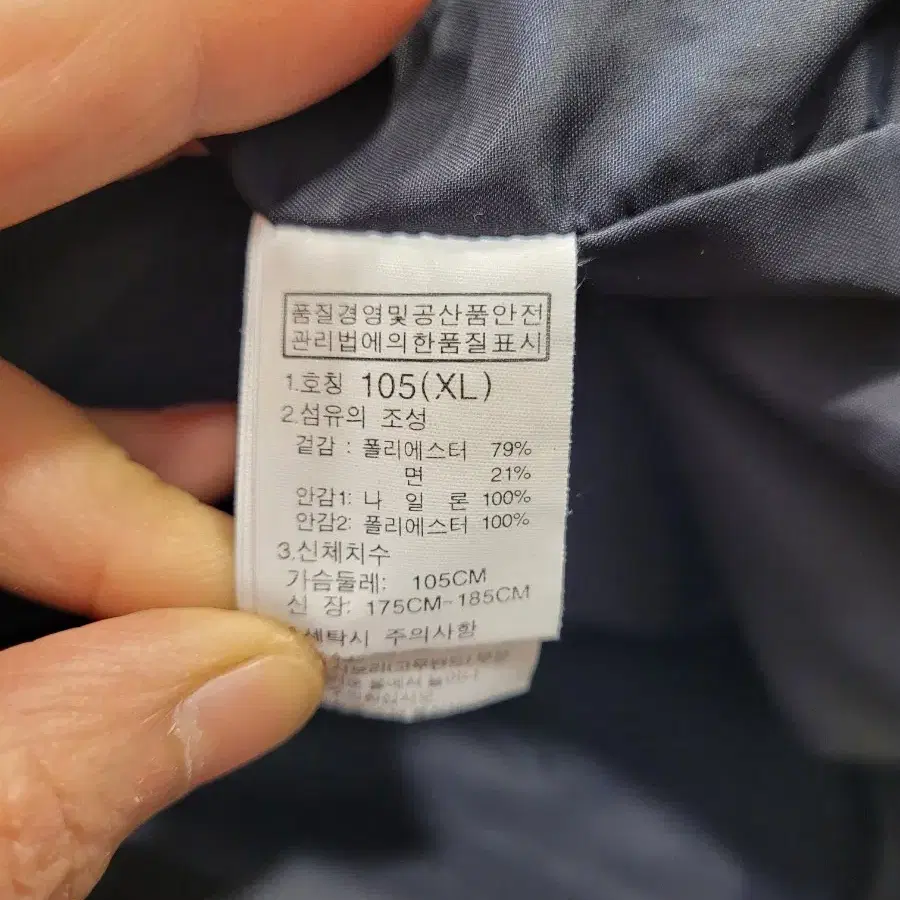 품질경영및공산품안전
관리법에의한품질표시
1.호칭 105(XL)
2.섬유의 조성
겉감 : 폴리에스터 79%
면 21%
안감1: 나 일 론 100%
안감2: 폴리에스터 100%
3.신체치수
가슴둘레: 105CM
신 장: 175CM-185CM
세탁시 주의사항